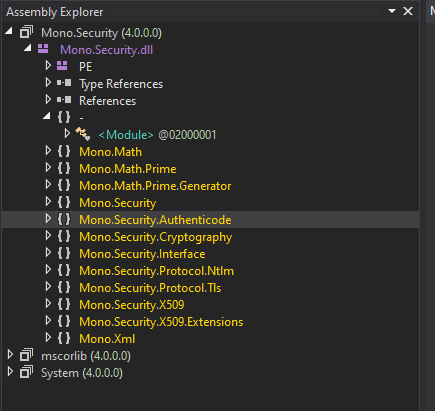 Assembly Explorer
Mono.Security (4.0.0.0)
Mono.Security.dll
PE
Type References
References
{ } -
<Module> @02000001
{ } Mono.Math
{ } Mono.Math.Prime
{ } Mono.Math.Prime.Generator
{ } Mono.Security
{ } Mono.Security.Authenticode
{ } Mono.Security.Cryptography
{ } Mono.Security.Interface
{ } Mono.Security.Protocol.Ntlm
{ } Mono.Security.Protocol.Tls
{ } Mono.Security.X509
{ } Mono.Security.X509.Extensions
{ } Mono.Xml
mscorlib (4.0.0.0)
System (4.0.0.0)